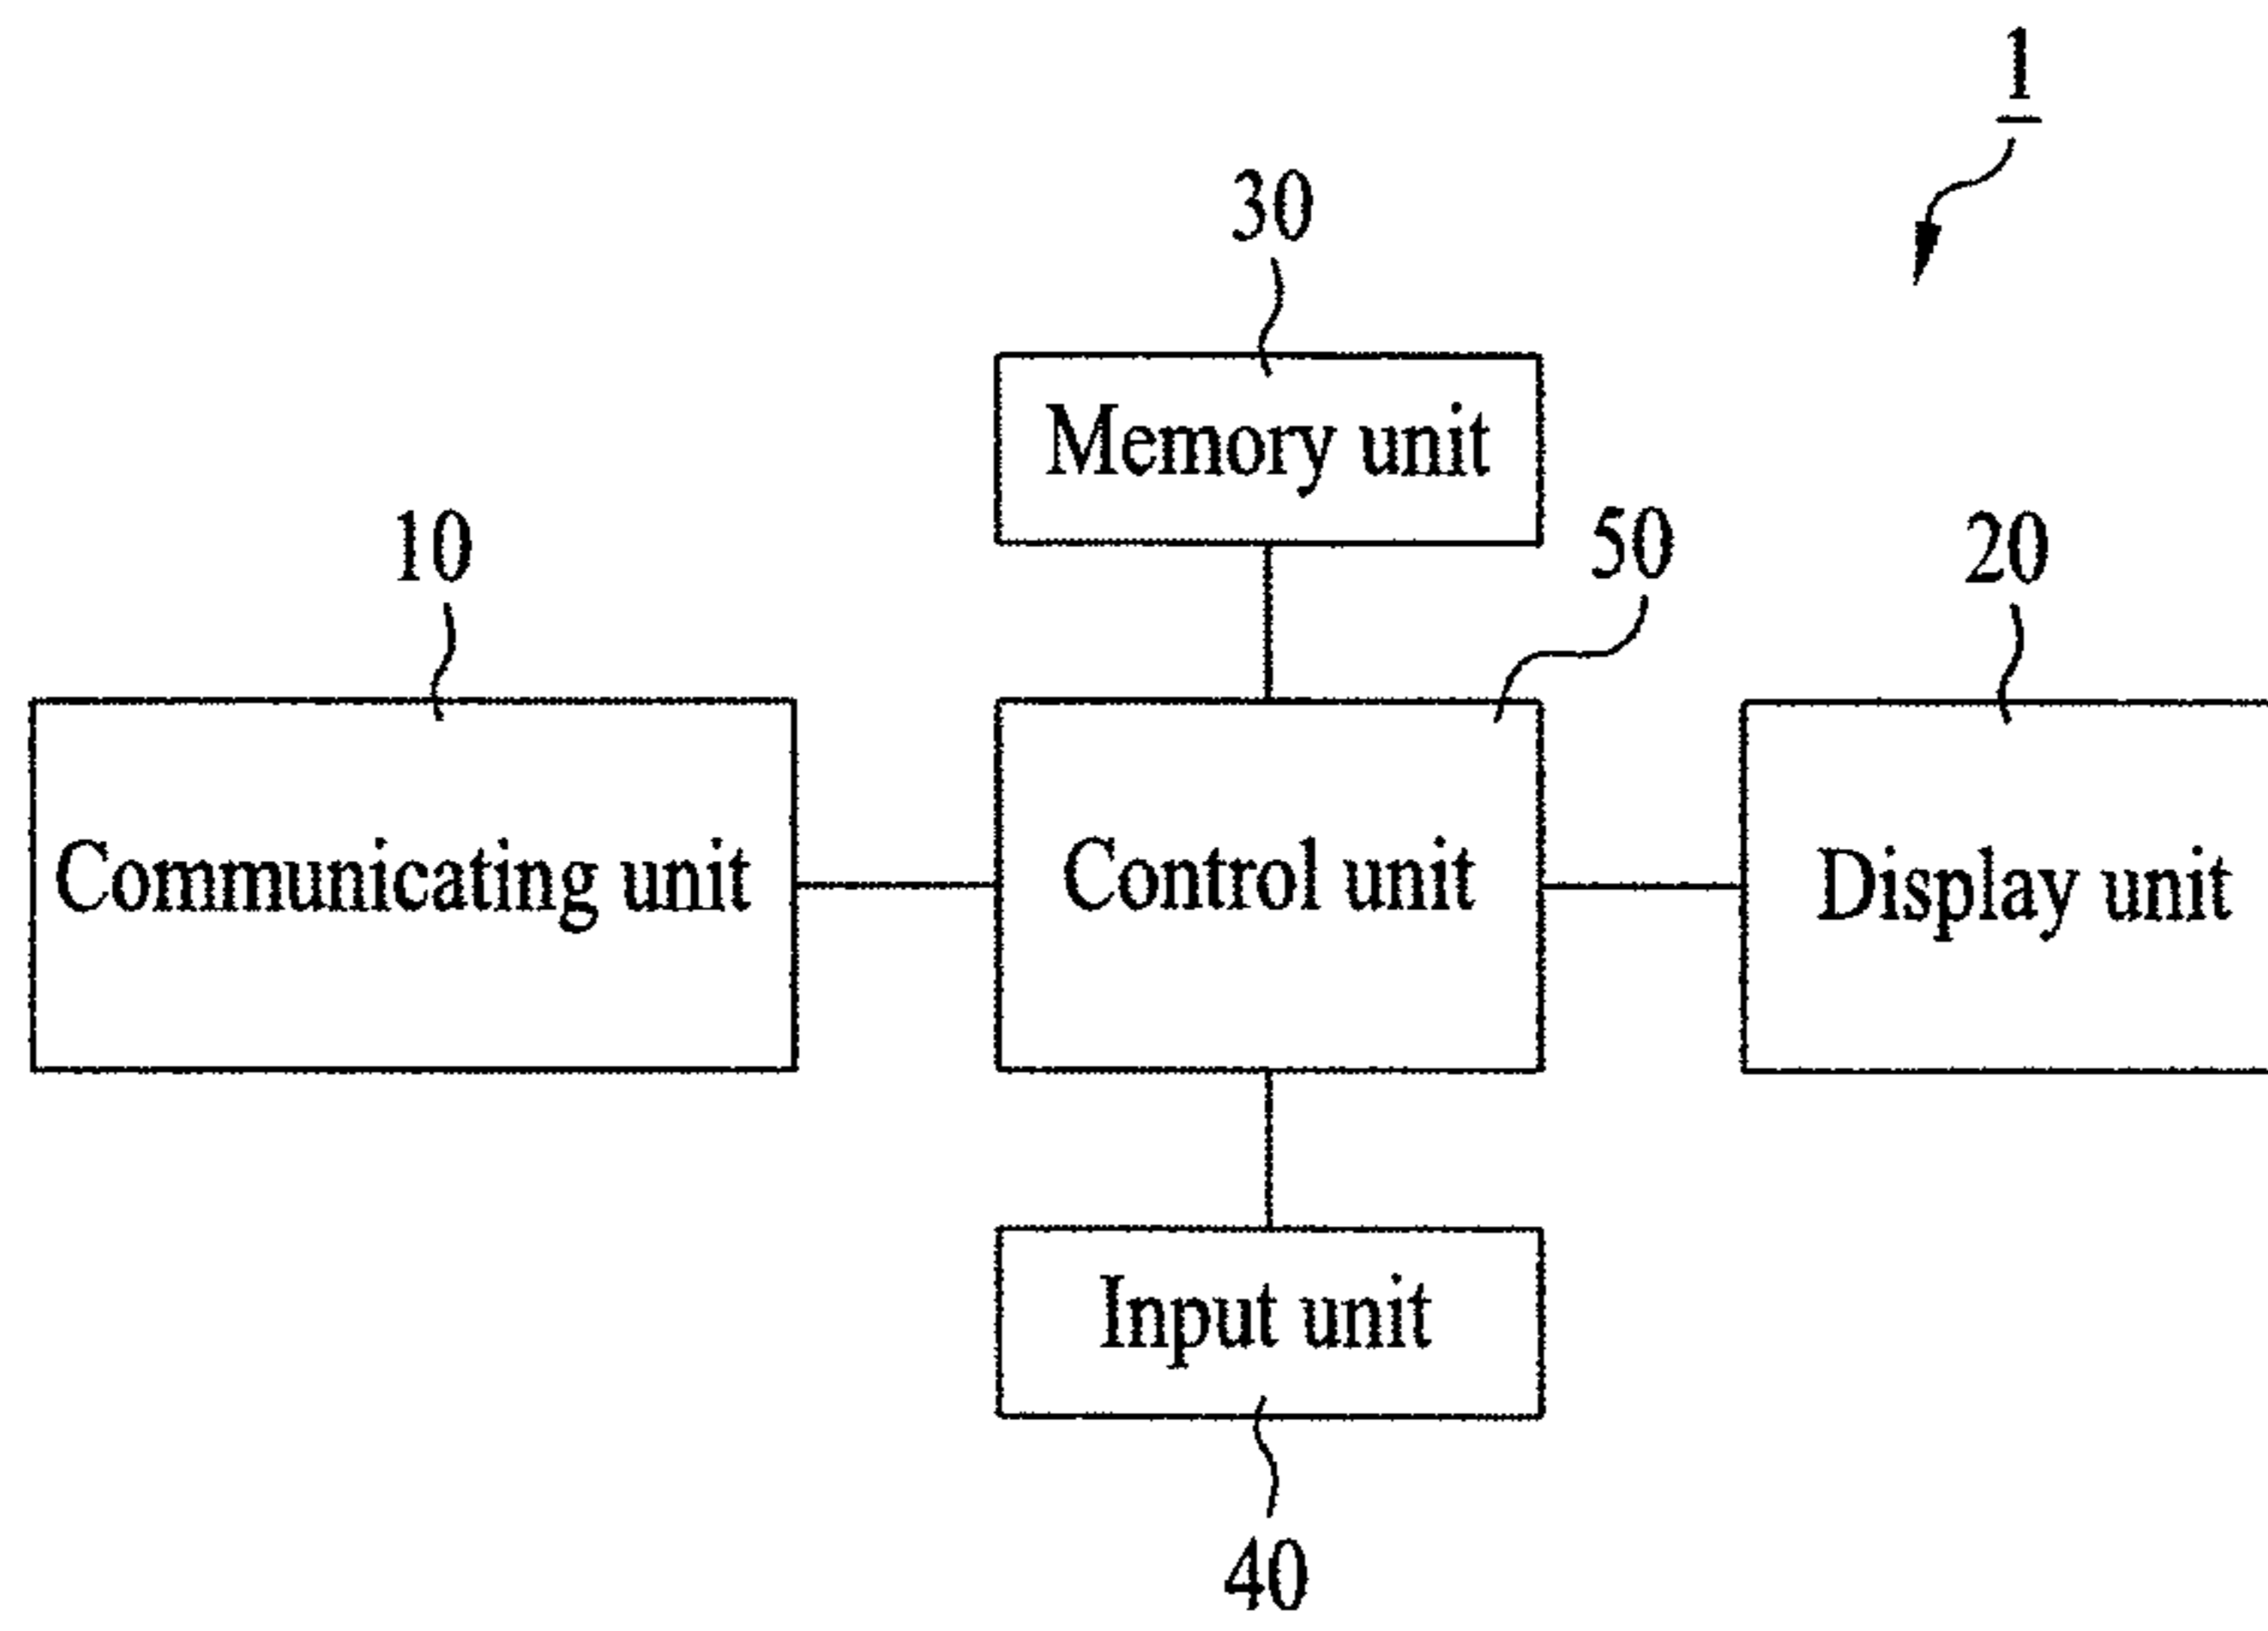 1
30
Memory unit
10
50
20
Communicating unit
Control unit
Display unit
Input unit
40